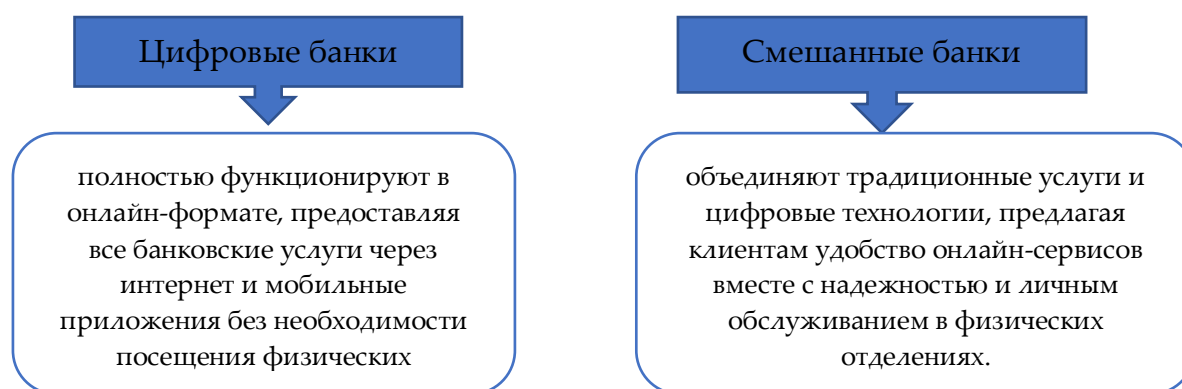 Цифровые банки
полностью функционируют в
онлайн-формате, предоставляя
все банковские услуги через
интернет и мобильные
приложения без необходимости
посещения физических
Смешанные банки
объединяют традиционные услуги и
цифровые технологии, предлагая
клиентам удобство онлайн-сервисов
вместе с надежностью и личным
обслуживанием в физических
отделениях.